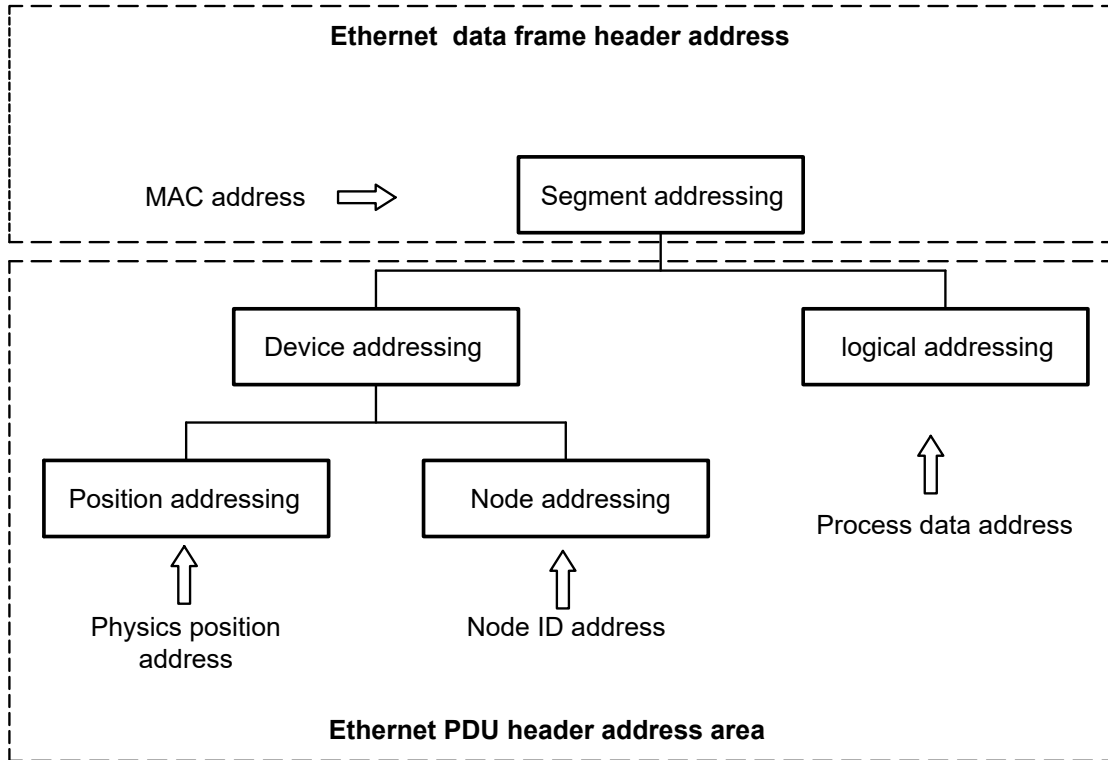 Ethernet  data frame header address
MAC address
Segment addressing
Device addressing
logical addressing
Position addressing
Node addressing
Process data address
Physics position
address
Node ID address
Ethernet PDU header address area